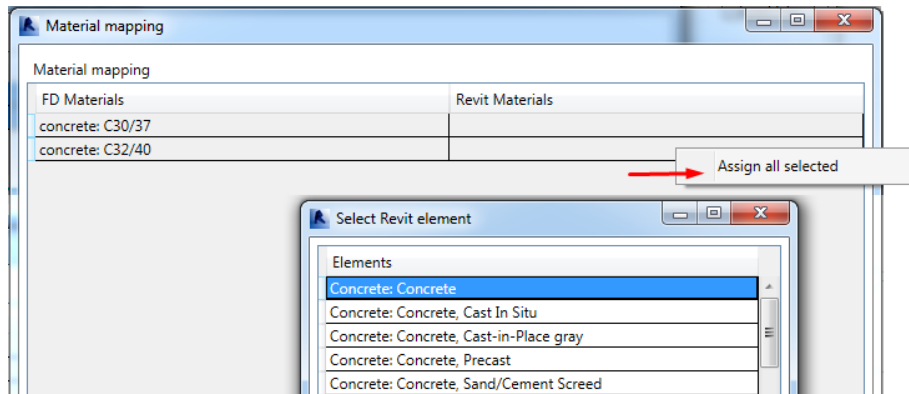 Material mapping
Material mapping
FD Materials Revit Materials
concrete: C30/37
concrete: C32/40
Assign all selected
Select Revit element
Elements
Concrete: Concrete
Concrete: Concrete, Cast In Situ
Concrete: Concrete, Cast-in-Place gray
Concrete: Concrete, Precast
Concrete: Concrete, Sand/Cement Screed